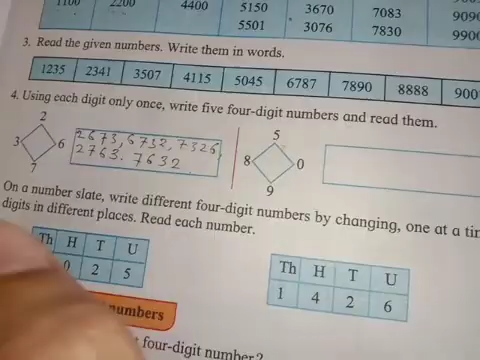 1100 2200 4400 5150 3670 7083 9090
5501 3076 7830 9900
3. Read the given numbers. Write them in words.
1235 2341 3507 4115 5045 6787 7890 8888 900
4. Using each digit only once, write five four-digit numbers and read them.
2
3 6
7
2673, 6732, 7326,
2763. 7632
5
8 0
9
On a number slate, write different four-digit numbers by changing, one at a tim
digits in different places. Read each number.
Th H T U
0 2 5
Th H T U
1 4 2 6
numbers
four-digit number?